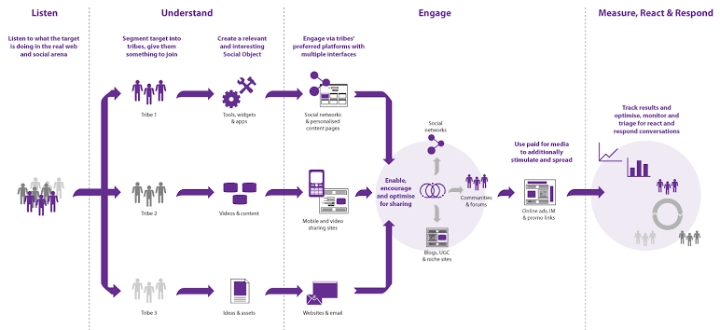 Listen
Understand
Engage
Measure, React & Respond
Listen to what the target
is doing in the real web
and social arena
Segment target into
tribes, give them
something to join
Create a relevant
and interesting
Social Object
Engage via tribes'
preferred platforms with
multiple interfaces
Tribe 1
Tools, widgets
& apps
Social networks
& personalised
content pages
Tribe 2
Videos & content
Mobile and video
sharing sites
Tribe 3
Ideas & assets
Websites & email
Enable,
encourage
and optimise
for sharing
Social
networks
Communities
& forums
Blogs, UGC
& niche sites
Use paid for media
to additionally
stimulate and spread
Online ads, IM
& promo links
Track results and
optimise, monitor and
triage for react and
respond conversations